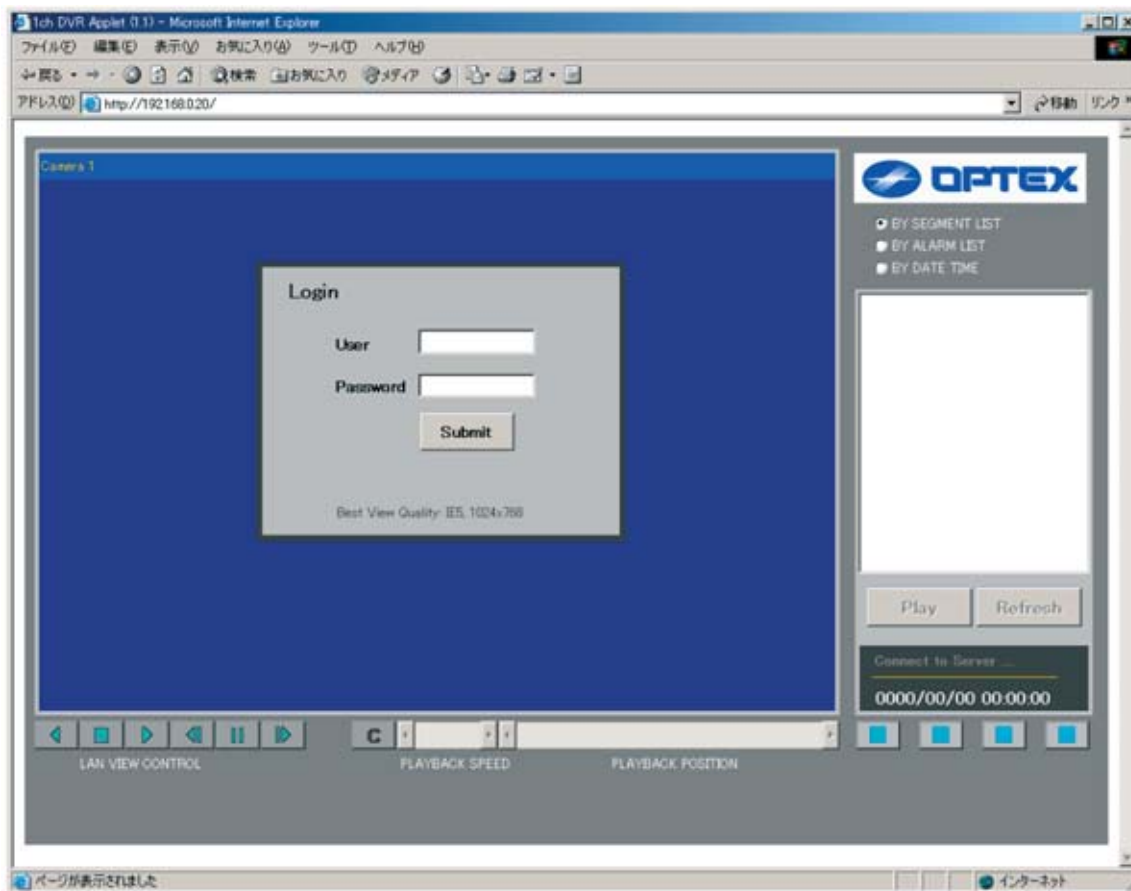 1ch DVR Applet (1.1) - Microsoft Internet Explorer
ファイル(F) 編集(E) 表示(V) お気に入り(A) ツール(T) ヘルプ(H)
戻る 検索 お気に入り メディア
アドレス(D) http://192.168.0.20/ 移動 リンク »
Camera 1
OPTEX
BY SEGMENT LIST
BY ALARM LIST
BY DATE TIME
Login
User
Password
Submit
Best View Quality: IE5, 1024x768
Play Refresh
Connect to Server ...
0000/00/00 00:00:00
C
LAN VIEW CONTROL PLAYBACK SPEED PLAYBACK POSITION
ページが表示されました インターネット